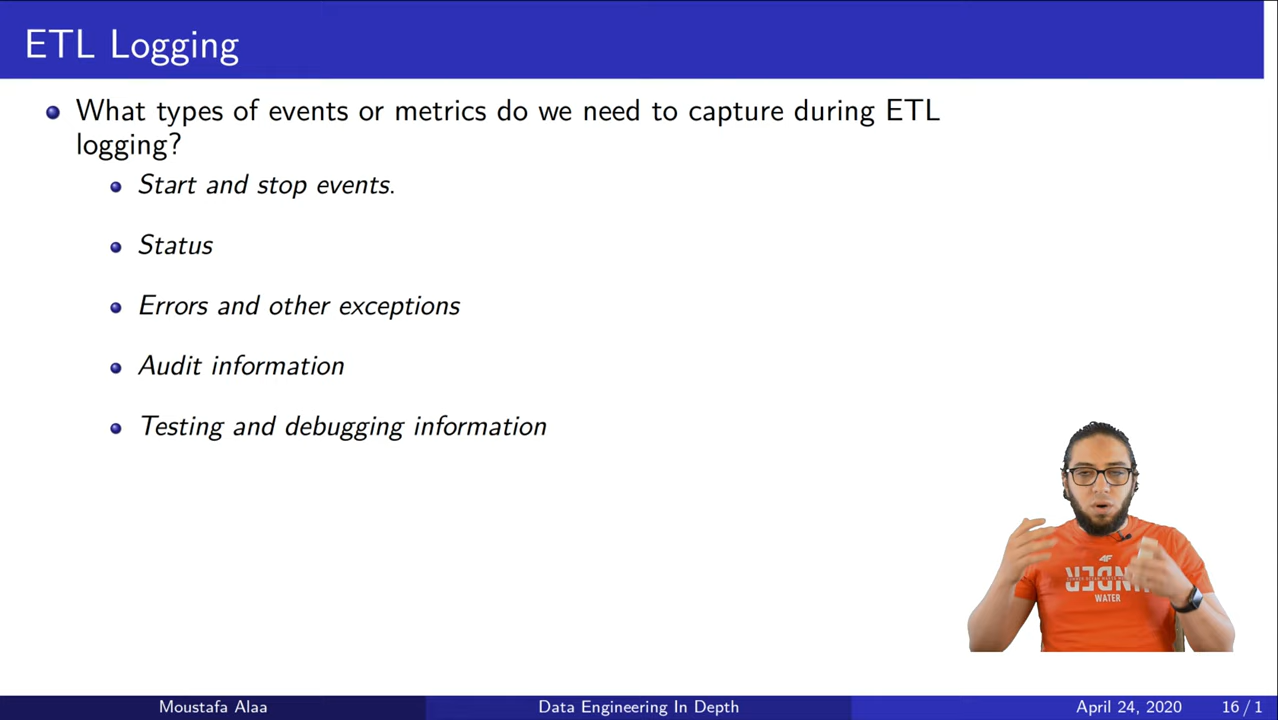 ETL Logging
What types of events or metrics do we need to capture during ETL
logging?
Start and stop events.
Status
Errors and other exceptions
Audit information
Testing and debugging information
WATER
Moustafa Alaa
Data Engineering In Depth
April 24, 2020
16 / 1